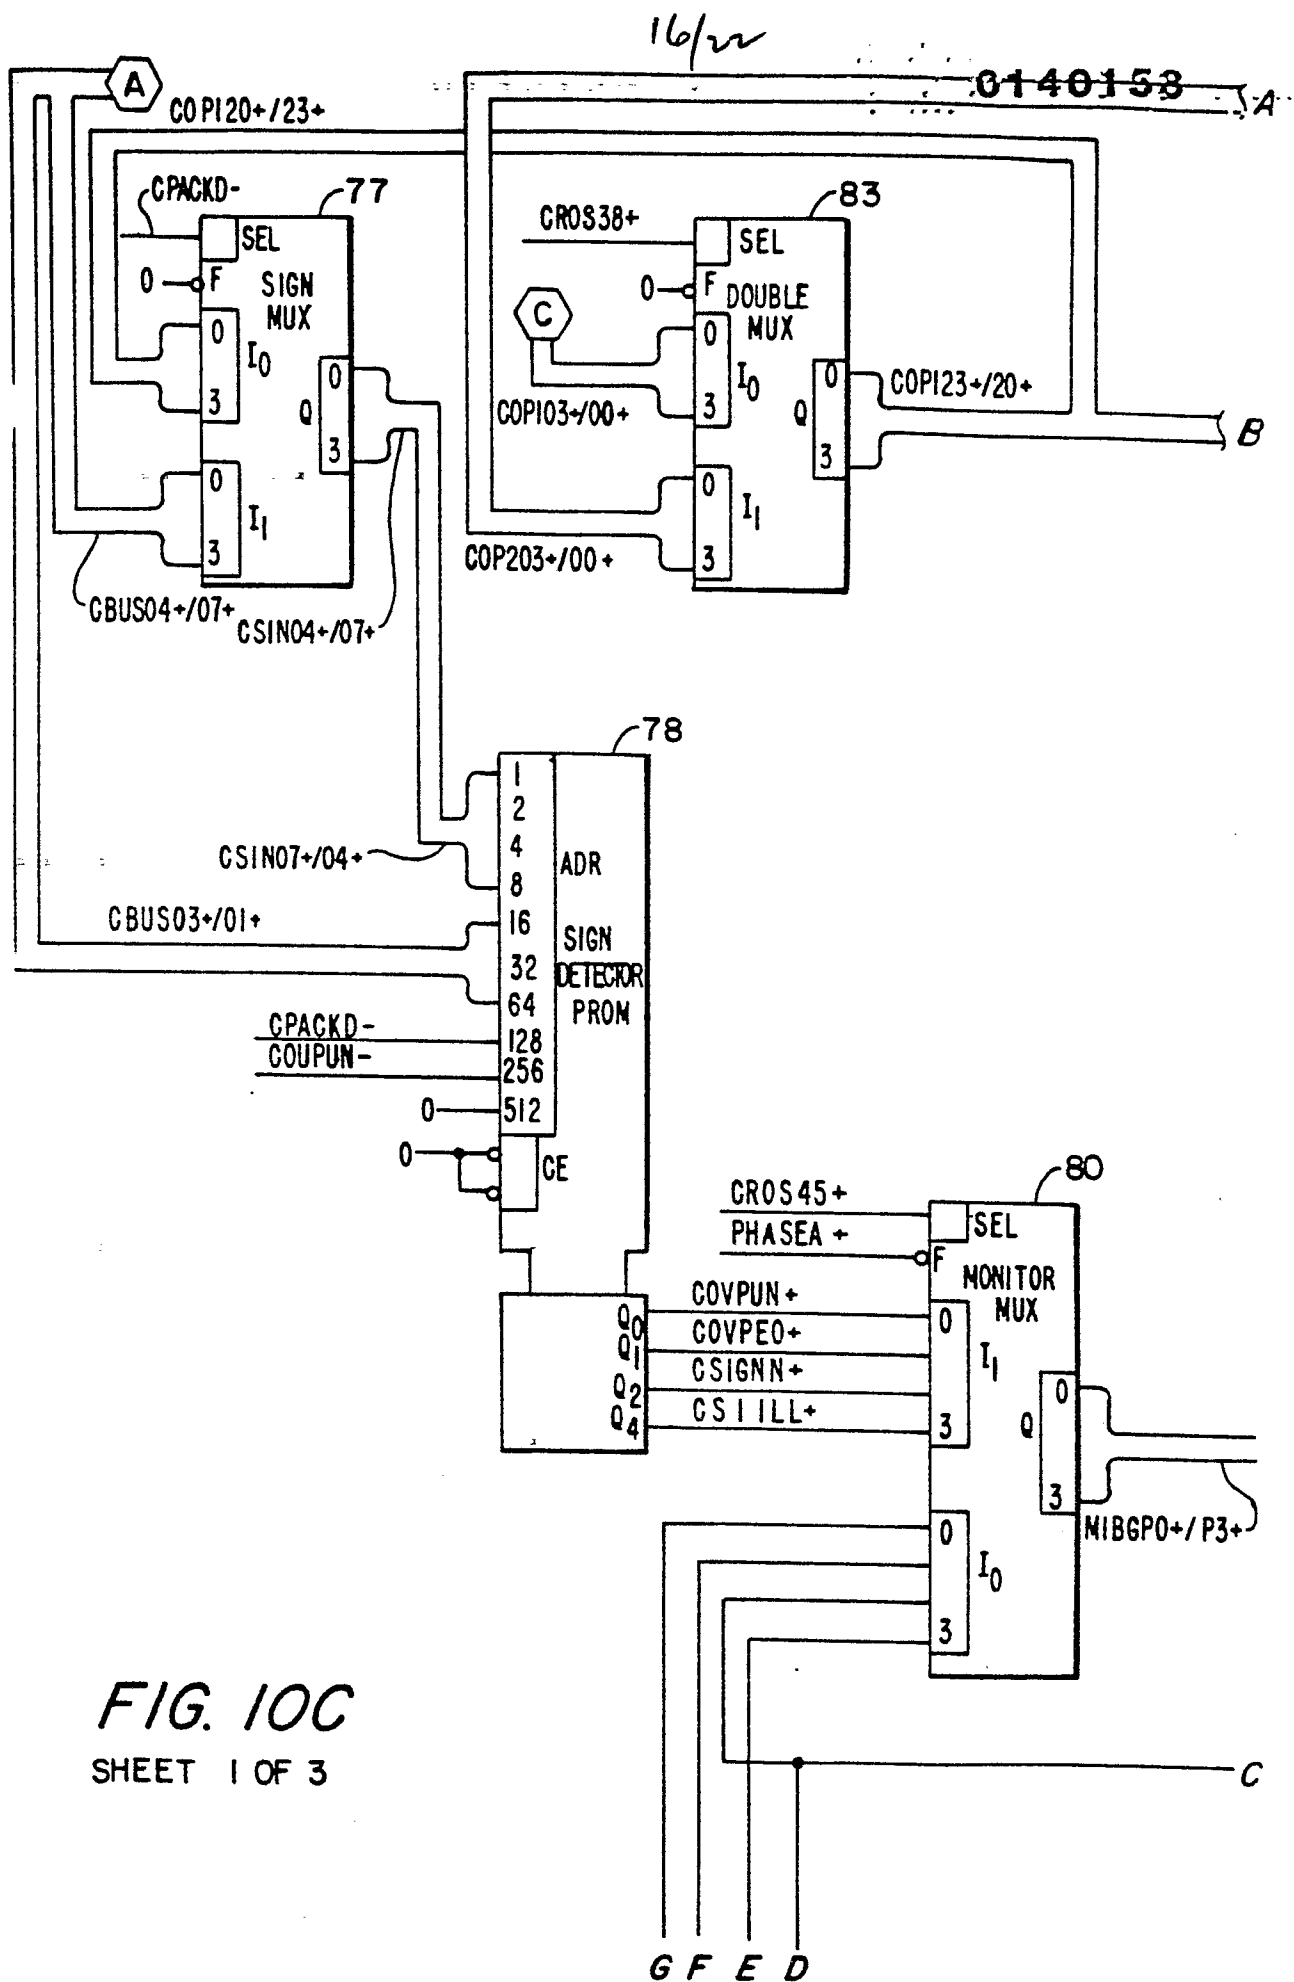 16/22
0140153
A
A
COP120+/23+
CPACKD-
77
SEL
0
F
SIGN
MUX
0
I0
3
Q
0
3
0
I1
3
CBUS04+/07+
CSIN04+/07+
83
CROS38+
SEL
0
F
DOUBLE
MUX
C
0
I0
3
COP103+/00+
Q
0
3
COP123+/20+
B
0
I1
3
COP203+/00+
78
1
2
4
8
16
32
64
128
256
512
ADR
SIGN
DETECTOR
PROM
CSIN07+/04+
CBUS03+/01+
CPACKD-
COUPUN-
0
0
CE
Q0
Q1
Q2
Q4
80
CROS45+
SEL
PHASEA+
F
MONITOR
MUX
COVPUN+
COVPEO+
CSIGNN+
CSIILL+
0
I1
3
Q
0
3
MIBGP0+/P3+
0
I0
3
FIG. 10C
SHEET 1 OF 3
C
G F E D